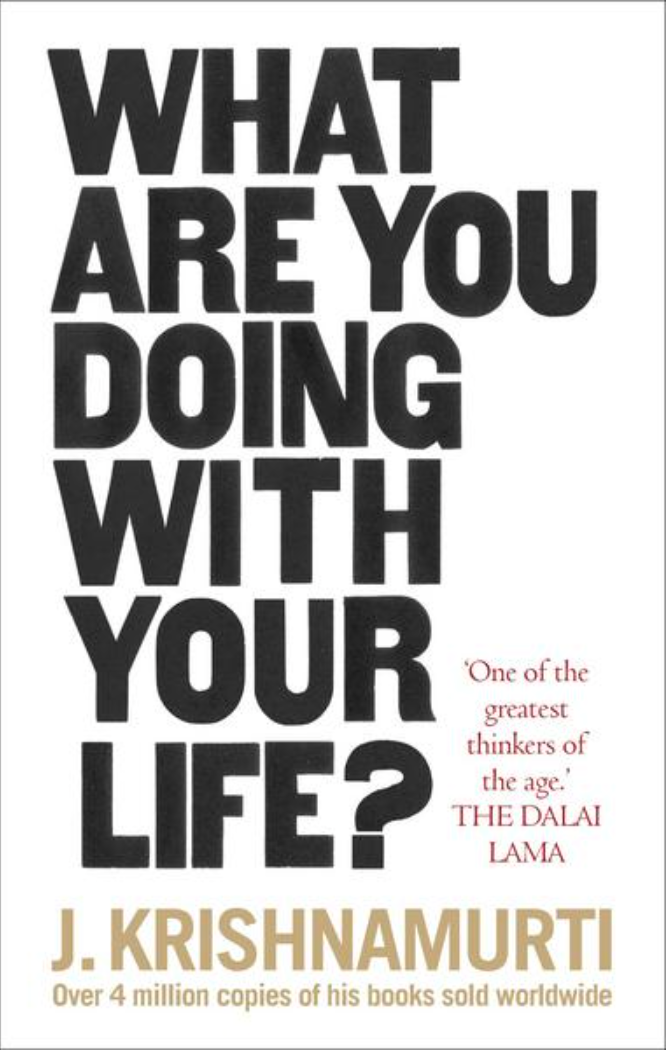 WHAT
ARE YOU
DOING
WITH
YOUR
LIFE?
‘One of the
greatest
thinkers of
the age.’
THE DALAI
LAMA
J. KRISHNAMURTI
Over 4 million copies of his books sold worldwide